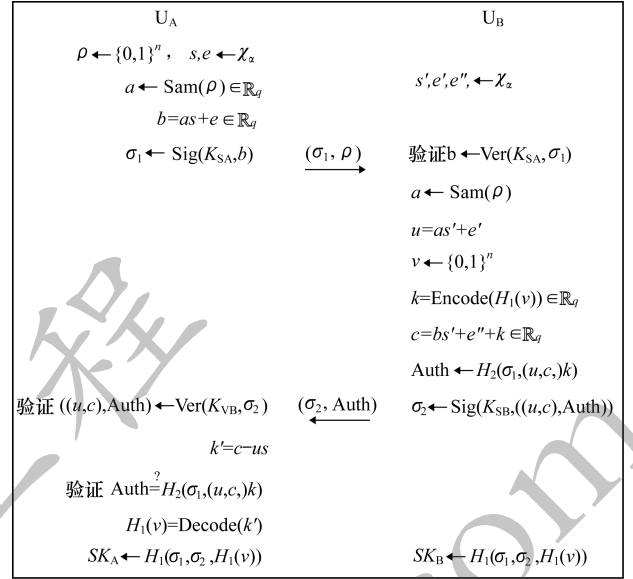 U_A U_B
ρ←{0,1}^n, s,e←χ_α
s',e',e'',←χ_α
a← Sam(ρ)∈ℝ_q
b=as+e∈ℝ_q
σ_1← Sig(K_SA,b) (σ_1, ρ) 验证b←Ver(K_SA,σ_1)
a← Sam(ρ)
u=as'+e'
v←{0,1}^n
k=Encode(H_1(v))∈ℝ_q
c=bs'+e''+k∈ℝ_q
Auth←H_2(σ_1,(u,c,)k)
验证 ((u,c),Auth)←Ver(K_VB,σ_2) (σ_2, Auth) σ_2←Sig(K_SB,((u,c),Auth))
k'=c−us
验证 Auth≟H_2(σ_1,(u,c,)k)
H_1(v)=Decode(k')
SK_A←H_1(σ_1,σ_2,H_1(v)) SK_B←H_1(σ_1,σ_2,H_1(v))
程
com